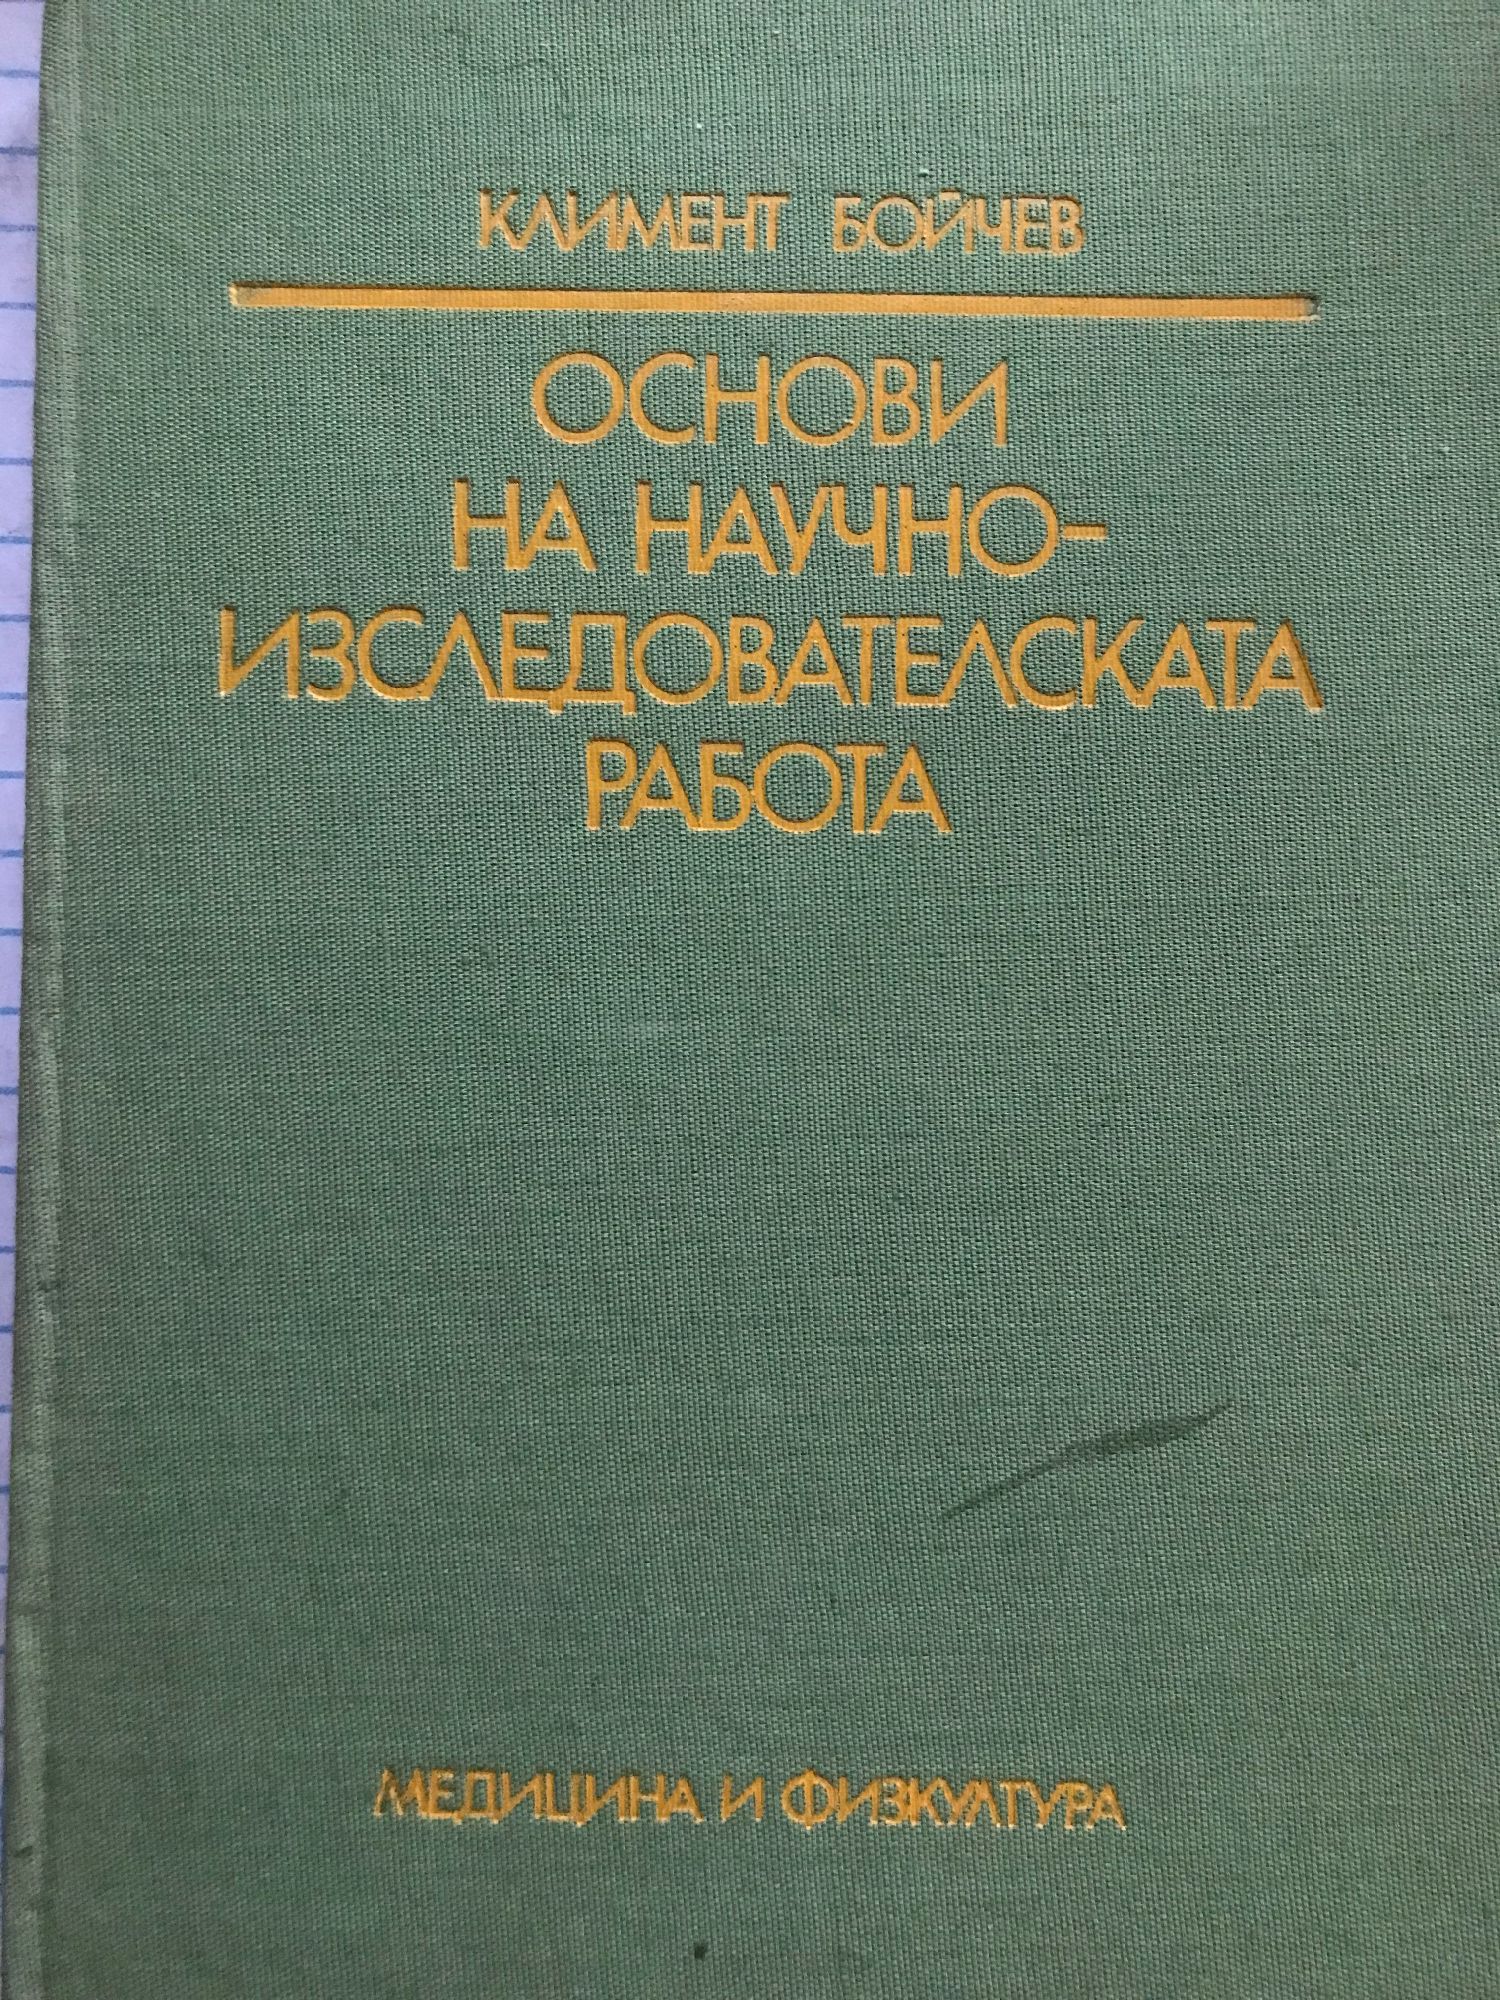 КЛИМЕНТ БОЙЧЕВ
ОСНОВИ
НА НАУЧНО-
ИЗСЛЕДОВАТЕЛСКАТА
РАБОТА
МЕДИЦИНА И ФИЗКУЛТУРА